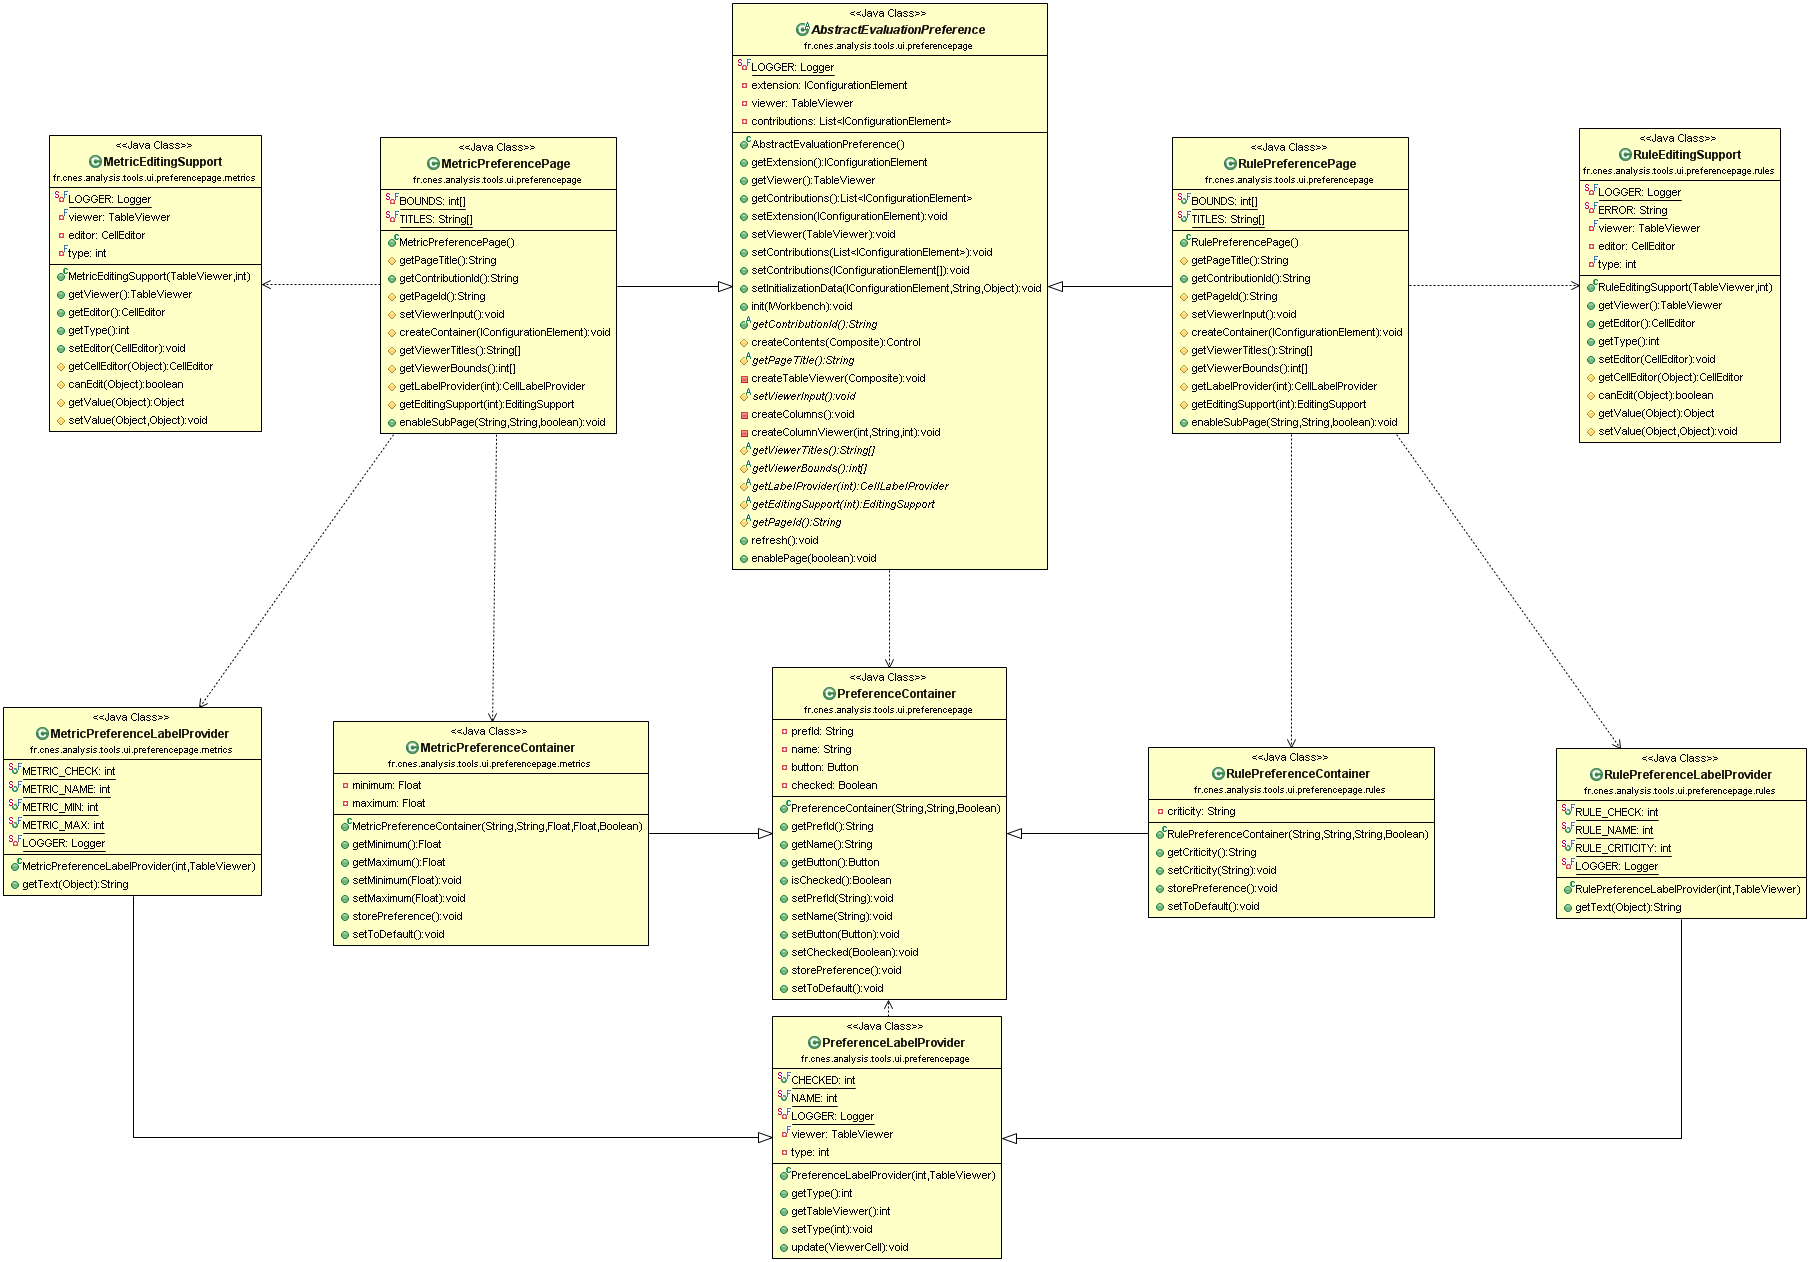 <<Java Class>>
AbstractEvaluationPreference
fr.cnes.analysis.tools.ui.preferencepage
LOGGER: Logger
extension: IConfigurationElement
viewer: TableViewer
contributions: List<IConfigurationElement>
AbstractEvaluationPreference()
getExtension():IConfigurationElement
getViewer():TableViewer
getContributions():List<IConfigurationElement>
setExtension(IConfigurationElement):void
setViewer(TableViewer):void
setContributions(List<IConfigurationElement>):void
setContributions(IConfigurationElement[]):void
setInitializationData(IConfigurationElement,String,Object):void
init(IWorkbench):void
getContributionId():String
createContents(Composite):Control
getPageTitle():String
createTableViewer(Composite):void
setViewerInput():void
createColumns():void
createColumnViewer(int,String,int):void
getViewerTitles():String[]
getViewerBounds():int[]
getLabelProvider(int):CellLabelProvider
getEditingSupport(int):EditingSupport
getPageId():String
refresh():void
enablePage(boolean):void
<<Java Class>>
MetricEditingSupport
fr.cnes.analysis.tools.ui.preferencepage.metrics
LOGGER: Logger
viewer: TableViewer
editor: CellEditor
type: int
MetricEditingSupport(TableViewer,int)
getViewer():TableViewer
getEditor():CellEditor
getType():int
setEditor(CellEditor):void
getCellEditor(Object):CellEditor
canEdit(Object):boolean
getValue(Object):Object
setValue(Object,Object):void
<<Java Class>>
MetricPreferencePage
fr.cnes.analysis.tools.ui.preferencepage
BOUNDS: int[]
TITLES: String[]
MetricPreferencePage()
getPageTitle():String
getContributionId():String
getPageId():String
setViewerInput():void
createContainer(IConfigurationElement):void
getViewerTitles():String[]
getViewerBounds():int[]
getLabelProvider(int):CellLabelProvider
getEditingSupport(int):EditingSupport
enableSubPage(String,String,boolean):void
<<Java Class>>
RulePreferencePage
fr.cnes.analysis.tools.ui.preferencepage
BOUNDS: int[]
TITLES: String[]
RulePreferencePage()
getPageTitle():String
getContributionId():String
getPageId():String
setViewerInput():void
createContainer(IConfigurationElement):void
getViewerTitles():String[]
getViewerBounds():int[]
getLabelProvider(int):CellLabelProvider
getEditingSupport(int):EditingSupport
enableSubPage(String,String,boolean):void
<<Java Class>>
RuleEditingSupport
fr.cnes.analysis.tools.ui.preferencepage.rules
LOGGER: Logger
ERROR: String
viewer: TableViewer
editor: CellEditor
type: int
RuleEditingSupport(TableViewer,int)
getViewer():TableViewer
getEditor():CellEditor
getType():int
setEditor(CellEditor):void
getCellEditor(Object):CellEditor
canEdit(Object):boolean
getValue(Object):Object
setValue(Object,Object):void
<<Java Class>>
MetricPreferenceLabelProvider
fr.cnes.analysis.tools.ui.preferencepage.metrics
METRIC_CHECK: int
METRIC_NAME: int
METRIC_MIN: int
METRIC_MAX: int
LOGGER: Logger
MetricPreferenceLabelProvider(int,TableViewer)
getText(Object):String
<<Java Class>>
MetricPreferenceContainer
fr.cnes.analysis.tools.ui.preferencepage.metrics
minimum: Float
maximum: Float
MetricPreferenceContainer(String,String,Float,Float,Boolean)
getMinimum():Float
getMaximum():Float
setMinimum(Float):void
setMaximum(Float):void
storePreference():void
setToDefault():void
<<Java Class>>
PreferenceContainer
fr.cnes.analysis.tools.ui.preferencepage
prefId: String
name: String
button: Button
checked: Boolean
PreferenceContainer(String,String,Boolean)
getPrefId():String
getName():String
getButton():Button
isChecked():Boolean
setPrefId(String):void
setName(String):void
setButton(Button):void
setChecked(Boolean):void
storePreference():void
setToDefault():void
<<Java Class>>
RulePreferenceContainer
fr.cnes.analysis.tools.ui.preferencepage.rules
criticity: String
RulePreferenceContainer(String,String,String,Boolean)
getCriticity():String
setCriticity(String):void
storePreference():void
setToDefault():void
<<Java Class>>
RulePreferenceLabelProvider
fr.cnes.analysis.tools.ui.preferencepage.rules
RULE_CHECK: int
RULE_NAME: int
RULE_CRITICITY: int
LOGGER: Logger
RulePreferenceLabelProvider(int,TableViewer)
getText(Object):String
<<Java Class>>
PreferenceLabelProvider
fr.cnes.analysis.tools.ui.preferencepage
CHECKED: int
NAME: int
LOGGER: Logger
viewer: TableViewer
type: int
PreferenceLabelProvider(int,TableViewer)
getType():int
getTableViewer():int
setType(int):void
update(ViewerCell):void